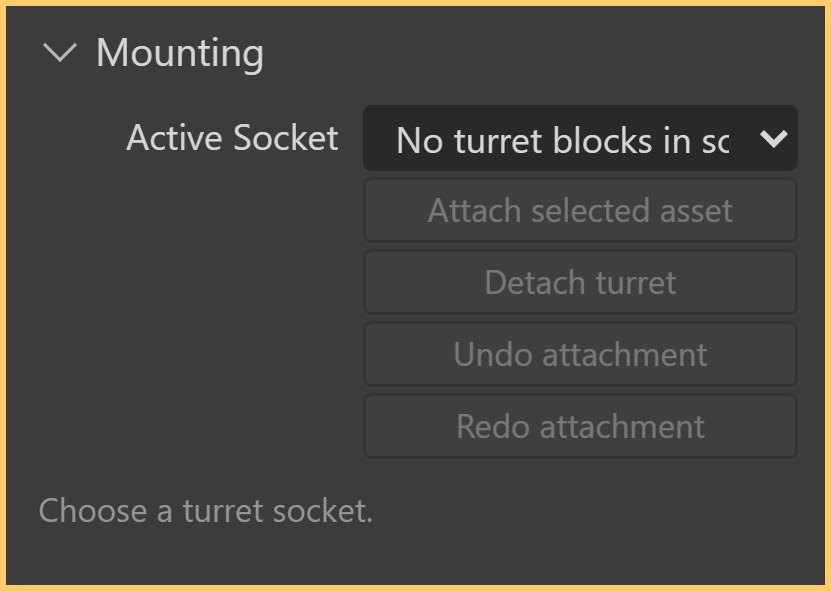 Mounting
Active Socket
No turret blocks in sc
Attach selected asset
Detach turret
Undo attachment
Redo attachment
Choose a turret socket.